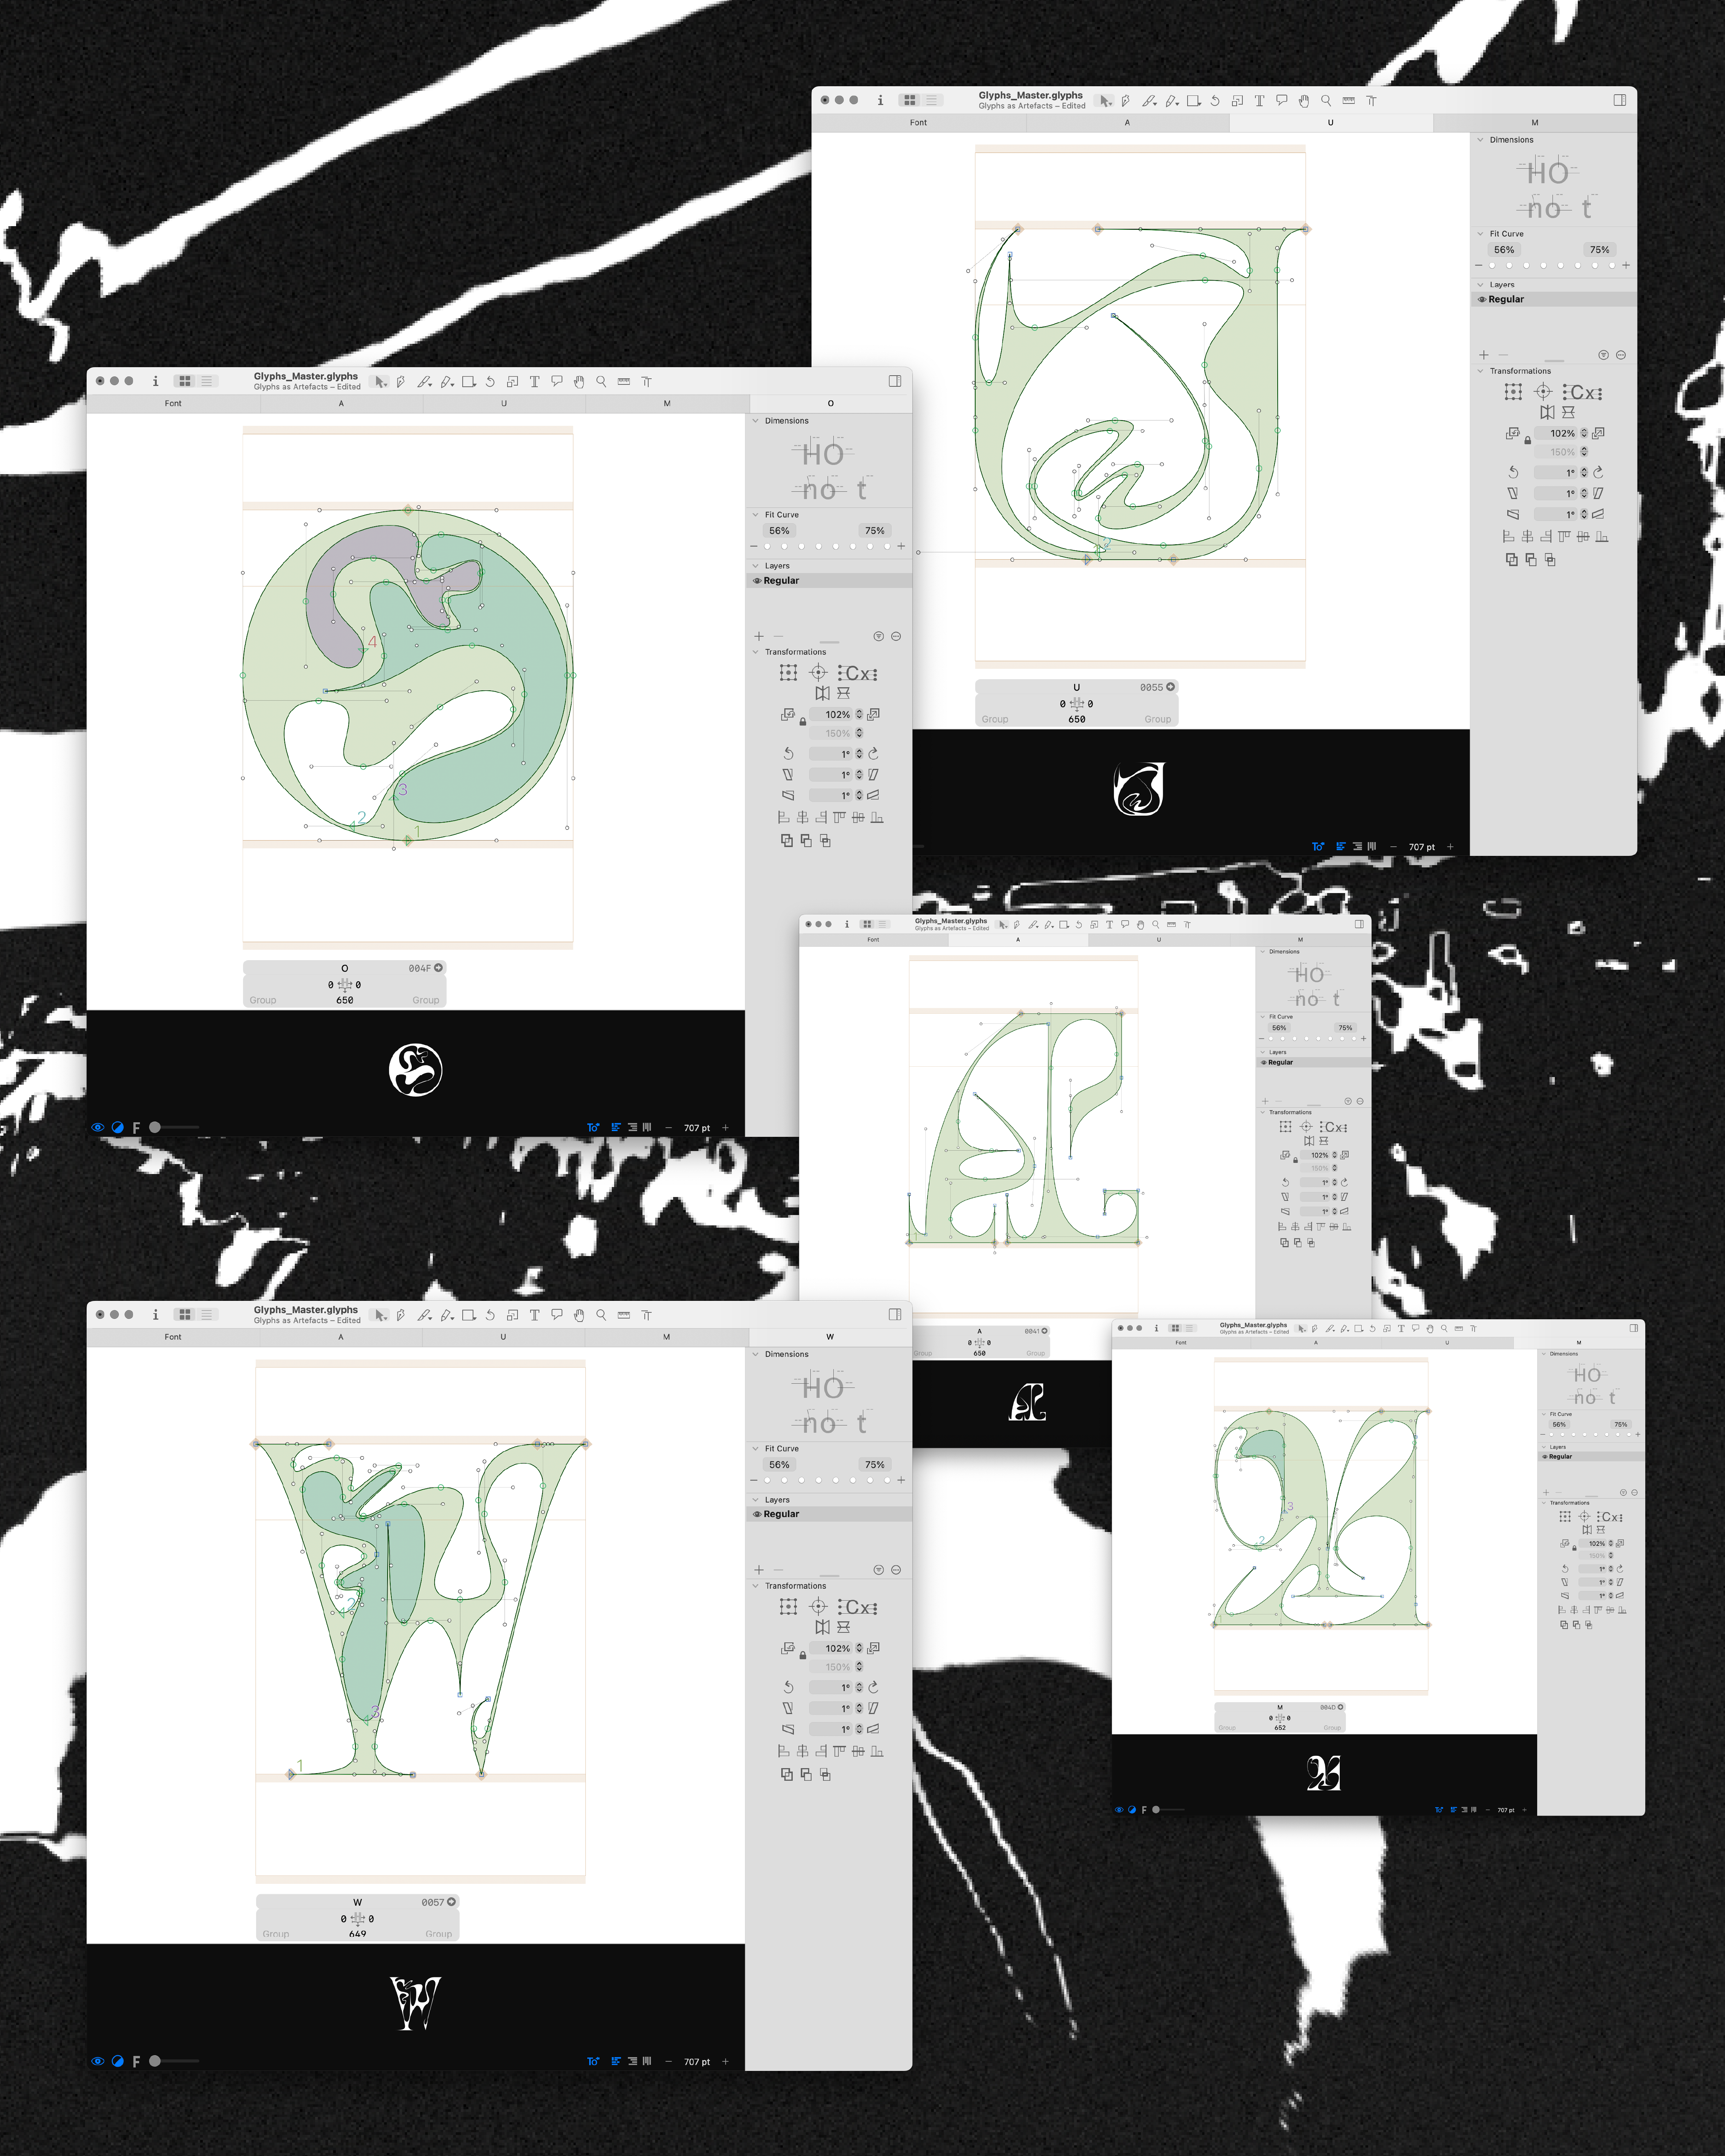 Glyphs_Master.glyphs
Glyphs as Artefacts – Edited
Font A U M
Dimensions
HO
no t
Fit Curve
56% 75%
Layers
Regular
Transformations
Cx
102%
150%
1°
1°
1°
U 0055
0 0
Group 650 Group
707 pt
Glyphs_Master.glyphs
Glyphs as Artefacts – Edited
Font A U M O
Dimensions
HO
no t
Fit Curve
56% 75%
Layers
Regular
Transformations
Cx
102%
150%
1°
1°
1°
4
3
2
1
O 004F
0 0
Group 650 Group
F 707 pt
Glyphs_Master.glyphs
Glyphs as Artefacts – Edited
Font A U M
Dimensions
HO
no t
Fit Curve
56% 75%
Layers
Regular
Transformations
Cx
102%
150%
1°
1°
1°
1
A 0041
0 0
Group 650 Group
Glyphs_Master.glyphs
Glyphs as Artefacts – Edited
Font A U M W
Dimensions
HO
no t
Fit Curve
56% 75%
Layers
Regular
Transformations
Cx
102%
150%
1°
1°
1°
2
3
1
W 0057
0 0
Group 649 Group
F 707 pt
Glyphs_Master.glyphs
Glyphs as Artefacts – Edited
Font A U M
Dimensions
HO
no t
Fit Curve
56% 75%
Layers
Regular
Transformations
Cx
102%
150%
1°
1°
1°
3
2
M 004D
0 0
Group 652 Group
F 707 pt